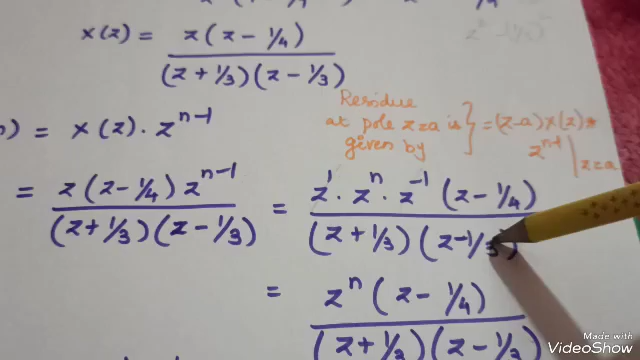 x(z) = z(z - 1/4) / (z + 1/3)(z - 1/3)
) = x(z) · z^{n-1}
Residue
at pole z=a is } = (z-a) x(z) *
given by
z^{n-1} |_{z=a}
= z(z - 1/4) z^{n-1} / (z + 1/3)(z - 1/3) = z^1 · z^n · z^{-1} (z - 1/4) / (z + 1/3)(z - 1/3)
= z^n (z - 1/4) / (z + 1/3)(z - 1/3)
Made with
VideoShow